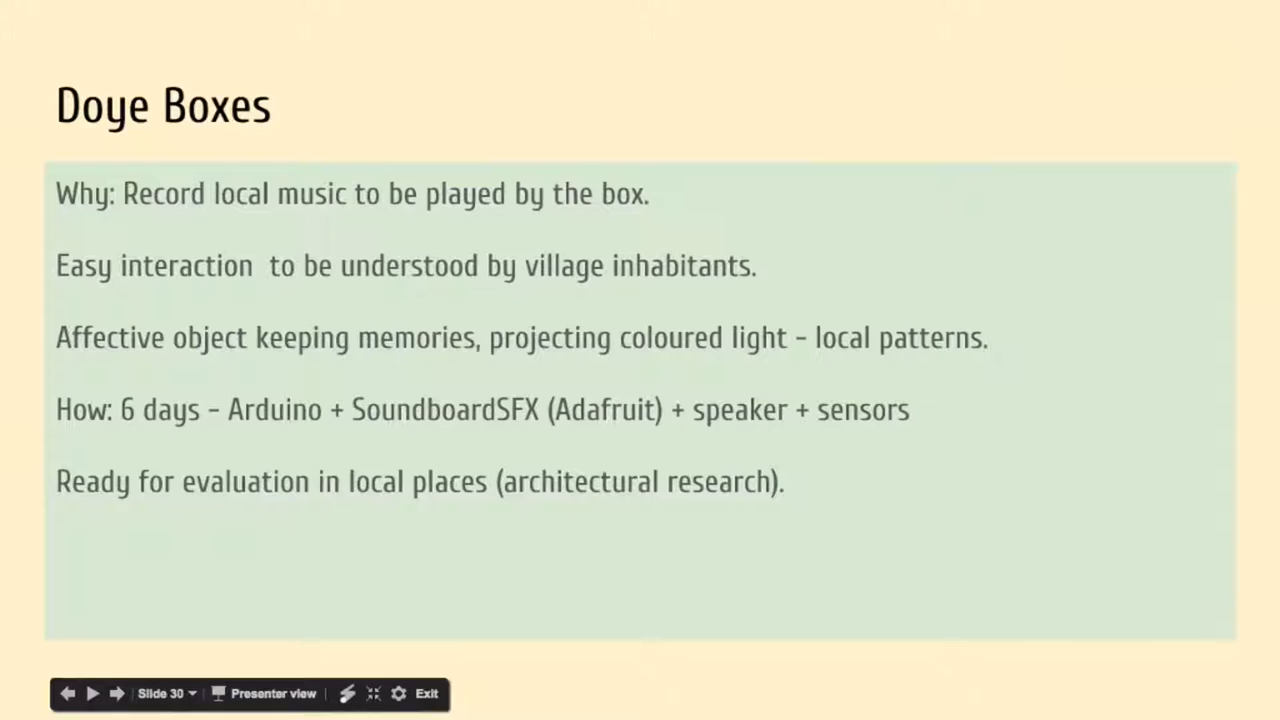 Doye Boxes
Why: Record local music to be played by the box.
Easy interaction  to be understood by village inhabitants.
Affective object keeping memories, projecting coloured light - local patterns.
How: 6 days - Arduino + SoundboardSFX (Adafruit) + speaker + sensors
Ready for evaluation in local places (architectural research).
Slide 30 Presenter view Exit